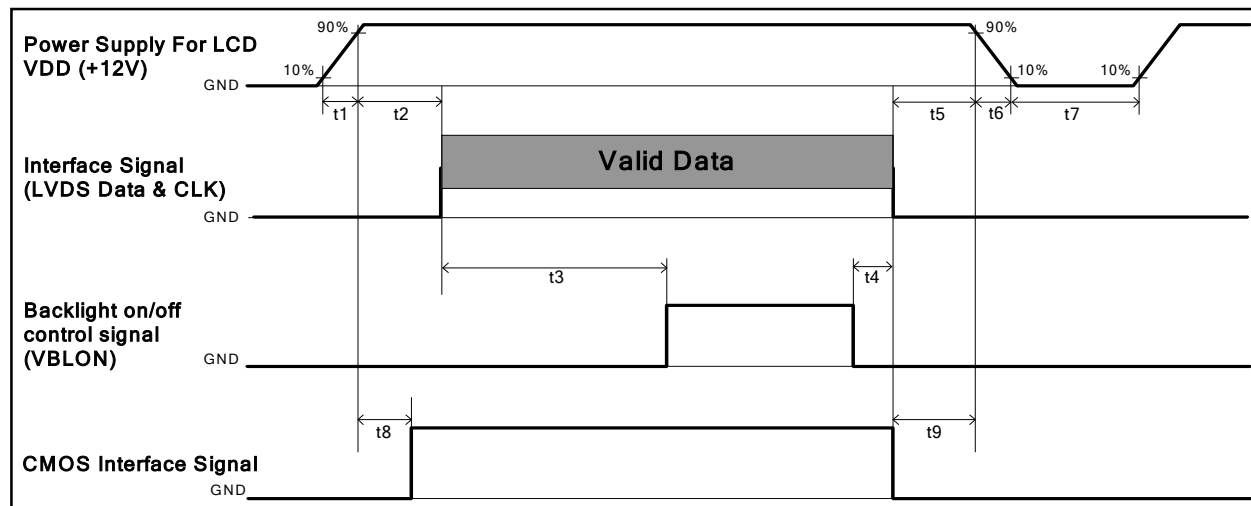 90%
90%
Power Supply For LCD
VDD (+12V)
10%
10%
10%
GND
t1
t2
t5
t6
t7
Valid Data
Interface Signal
(LVDS Data & CLK)
GND
t3
t4
Backlight on/off
control signal
(VBLON)
GND
t8
t9
CMOS Interface Signal
GND